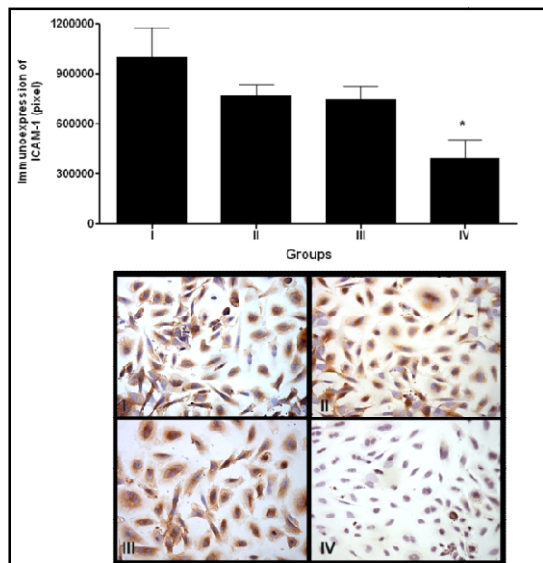 Immunoexpression of
ICAM-1 (pixel)
1200000
900000
600000
300000
0
*
I
II
III
IV
Groups
I
II
III
IV